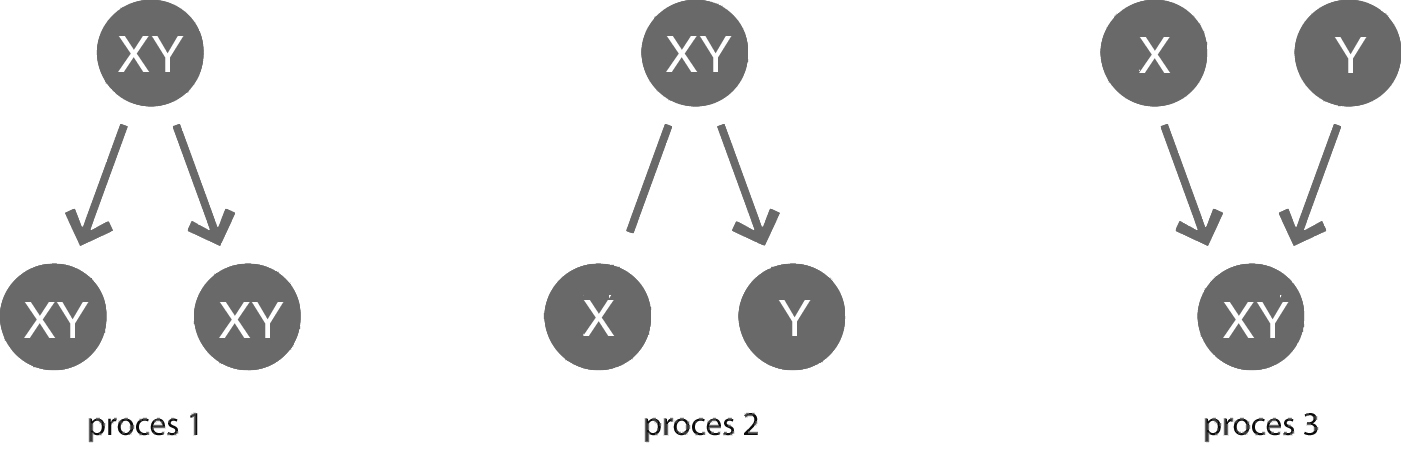 XY
XY XY
proces 1
XY
X Y
proces 2
X Y
XY
proces 3